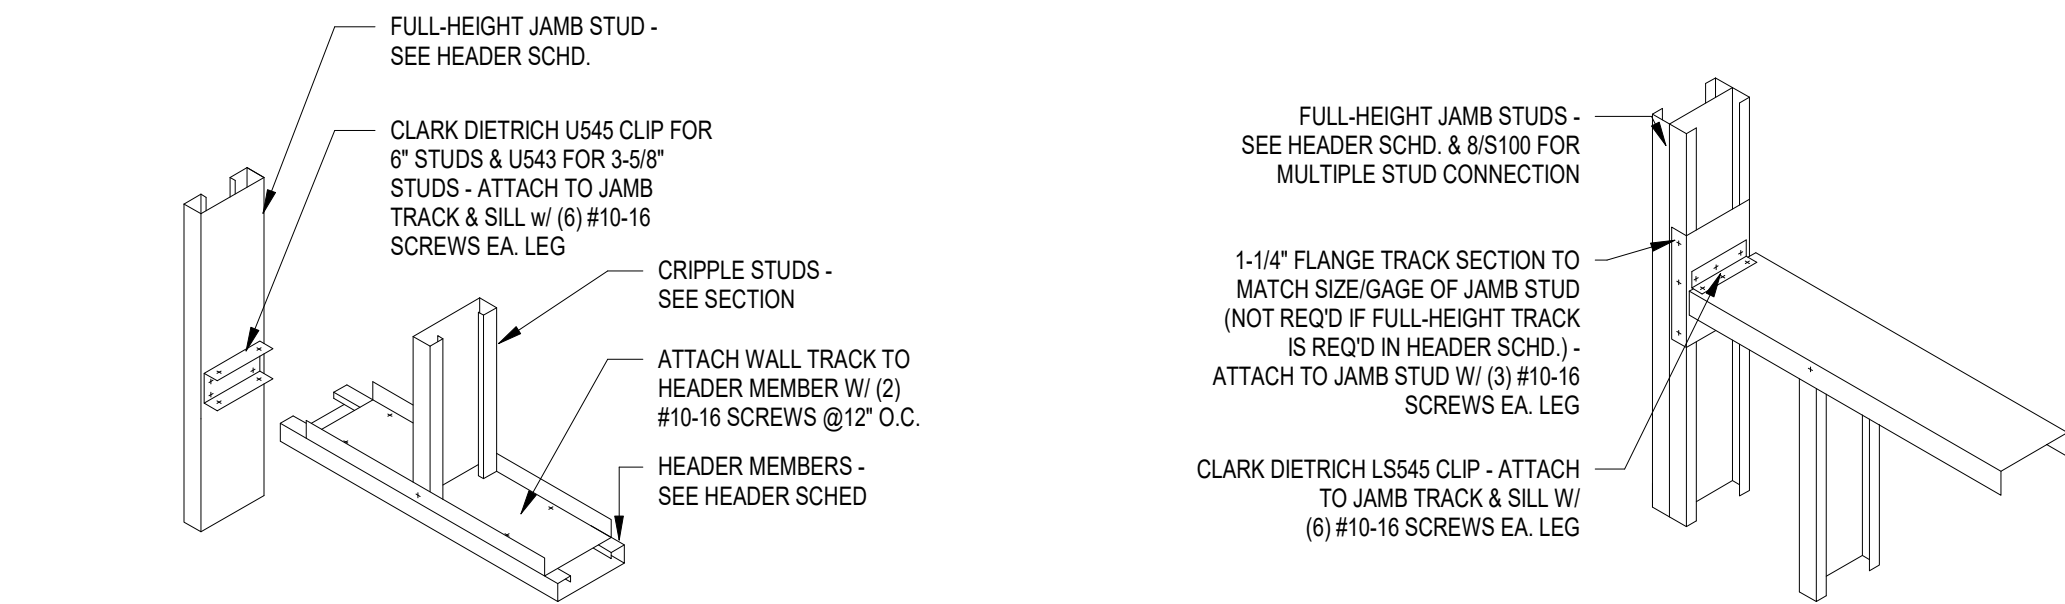 FULL-HEIGHT JAMB STUD -
SEE HEADER SCHD.
CLARK DIETRICH U545 CLIP FOR
6" STUDS & U543 FOR 3-5/8"
STUDS - ATTACH TO JAMB
TRACK & SILL w/ (6) #10-16
SCREWS EA. LEG
CRIPPLE STUDS -
SEE SECTION
ATTACH WALL TRACK TO
HEADER MEMBER W/ (2)
#10-16 SCREWS @12" O.C.
HEADER MEMBERS -
SEE HEADER SCHED
FULL-HEIGHT JAMB STUDS -
SEE HEADER SCHD. & 8/S100 FOR
MULTIPLE STUD CONNECTION
1-1/4" FLANGE TRACK SECTION TO
MATCH SIZE/GAGE OF JAMB STUD
(NOT REQ'D IF FULL-HEIGHT TRACK
IS REQ'D IN HEADER SCHD.) -
ATTACH TO JAMB STUD W/ (3) #10-16
SCREWS EA. LEG
CLARK DIETRICH LS545 CLIP - ATTACH
TO JAMB TRACK & SILL W/
(6) #10-16 SCREWS EA. LEG